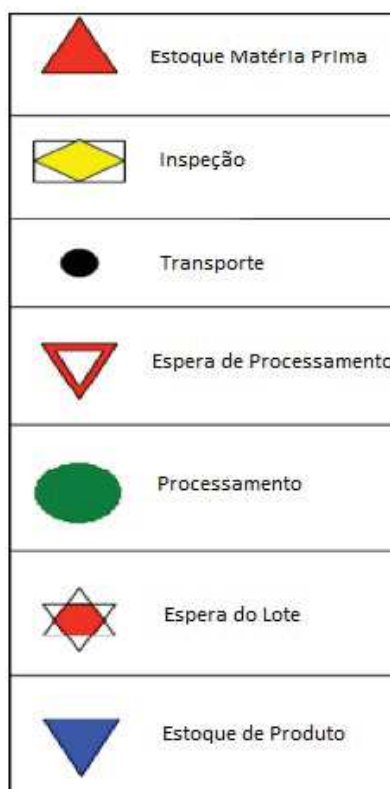 Estoque Matéria Prima
Inspeção
Transporte
Espera de Processamento
Processamento
Espera do Lote
Estoque de Produto